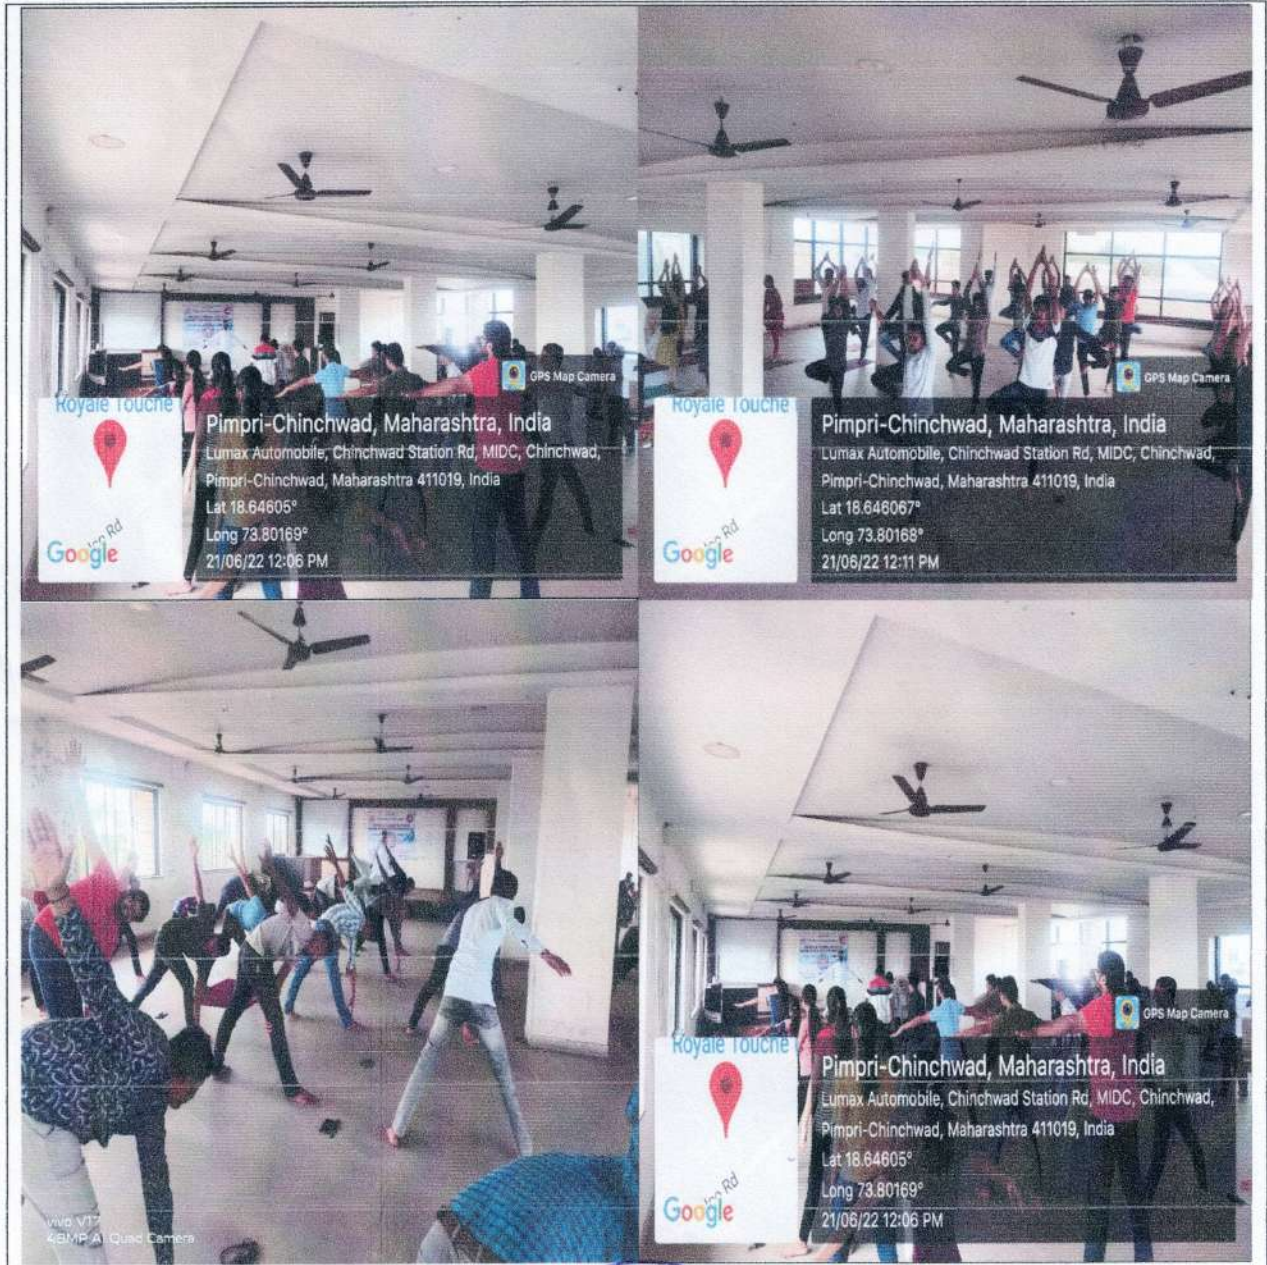 GPS Map Camera
Royale Touche
Pimpri-Chinchwad, Maharashtra, India
Lumax Automobile, Chinchwad Station Rd, MIDC, Chinchwad,
Pimpri-Chinchwad, Maharashtra 411019, India
Lat 18.64605°
Long 73.80169°
Rd
Google
21/06/22 12:06 PM
GPS Map Camera
Royale Touche
Pimpri-Chinchwad, Maharashtra, India
Lumax Automobile, Chinchwad Station Rd, MIDC, Chinchwad,
Pimpri-Chinchwad, Maharashtra 411019, India
Lat 18.646067°
Long 73.80168°
Rd
Google
21/06/22 12:11 PM
vivo V17
48MP AI Quad Camera
GPS Map Camera
Royale Touche
Pimpri-Chinchwad, Maharashtra, India
Lumax Automobile, Chinchwad Station Rd, MIDC, Chinchwad,
Pimpri-Chinchwad, Maharashtra 411019, India
Lat 18.64605°
Long 73.80169°
Rd
Google
21/06/22 12:06 PM